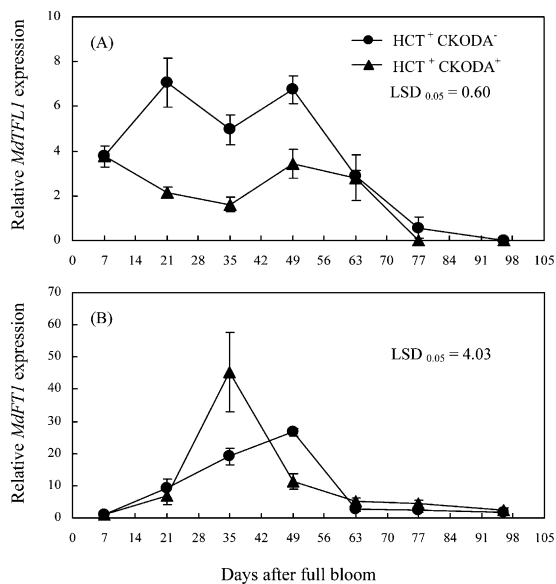 (A)
HCT + CKODA-
HCT + CKODA+
LSD 0.05 = 0.60
Relative MdTFL1 expression
10
8
6
4
2
0
0 7 14 21 28 35 42 49 56 63 70 77 84 91 98 105
(B)
LSD 0.05 = 4.03
Relative MdFT1 expression
70
60
50
40
30
20
10
0
0 7 14 21 28 35 42 49 56 63 70 77 84 91 98 105
Days after full bloom